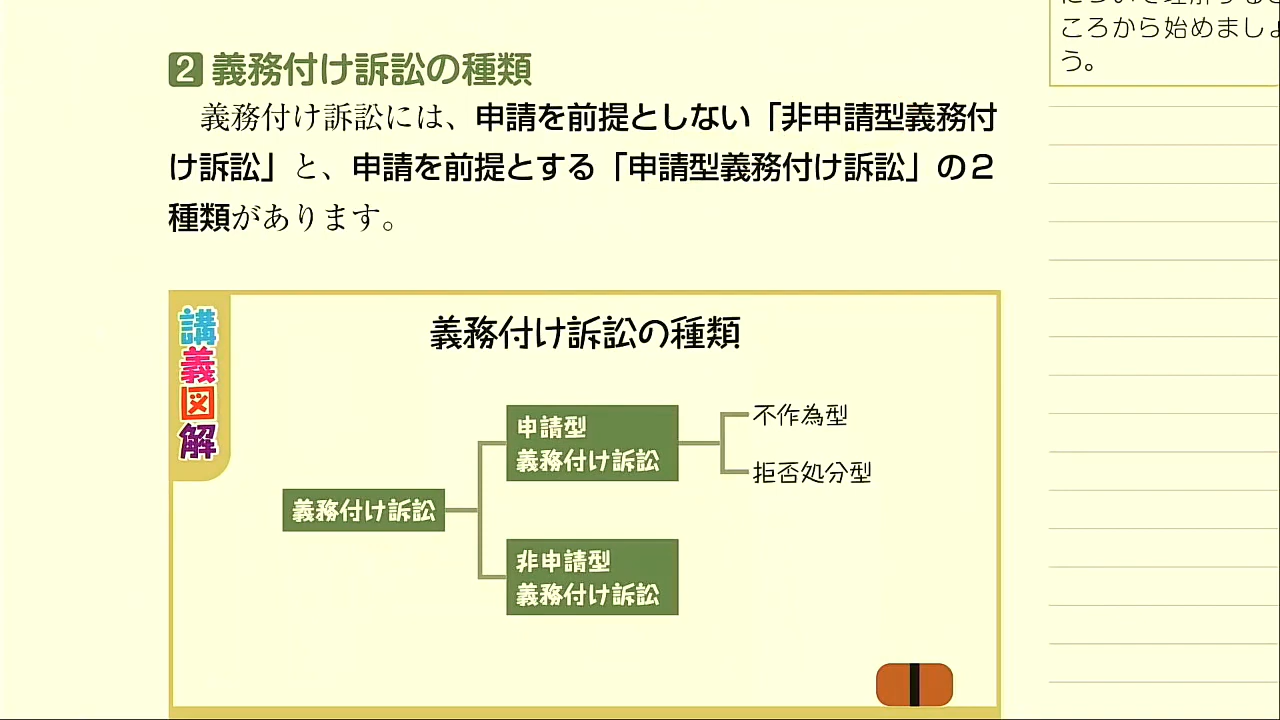 2 義務付け訴訟の種類
義務付け訴訟には、申請を前提としない「非申請型義務付
け訴訟」と、申請を前提とする「申請型義務付け訴訟」の２
種類があります。
ころから始めましょ
う。
講義図解
義務付け訴訟の種類
義務付け訴訟
申請型
義務付け訴訟
不作為型
拒否処分型
非申請型
義務付け訴訟